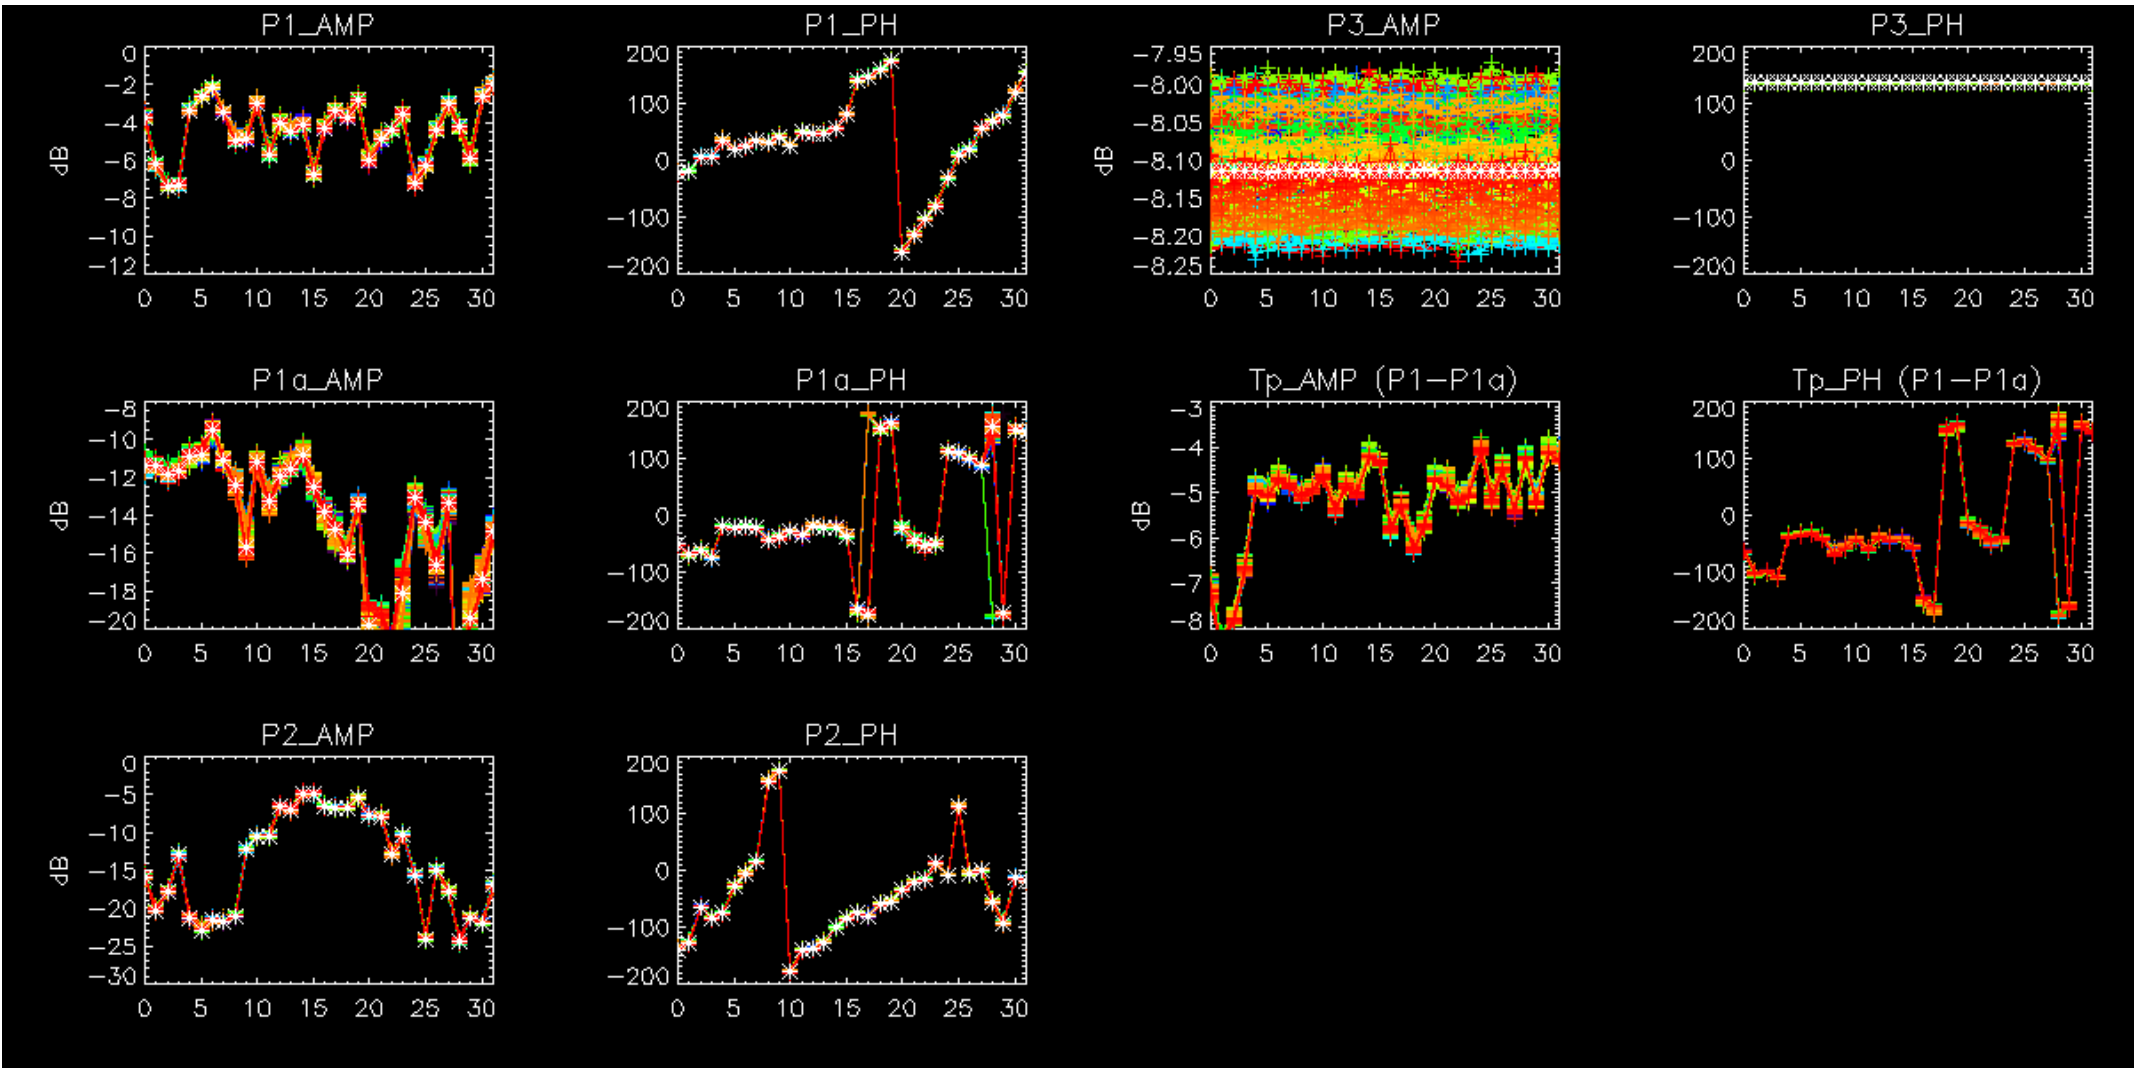 P1_AMP
P1_PH
P3_AMP
P3_PH
0
-2
-4
-6
-8
-10
-12
dB
0 5 10 15 20 25 30
200
100
0
-100
-200
0 5 10 15 20 25 30
-7.95
-8.00
-8.05
-8.10
-8.15
-8.20
-8.25
dB
0 5 10 15 20 25 30
200
100
0
-100
-200
0 5 10 15 20 25 30
P1a_AMP
P1a_PH
Tp_AMP (P1-P1a)
Tp_PH (P1-P1a)
-8
-10
-12
-14
-16
-18
-20
dB
0 5 10 15 20 25 30
200
100
0
-100
-200
0 5 10 15 20 25 30
-3
-4
-5
-6
-7
-8
dB
0 5 10 15 20 25 30
200
100
0
-100
-200
0 5 10 15 20 25 30
P2_AMP
P2_PH
0
-5
-10
-15
-20
-25
-30
dB
0 5 10 15 20 25 30
200
100
0
-100
-200
0 5 10 15 20 25 30